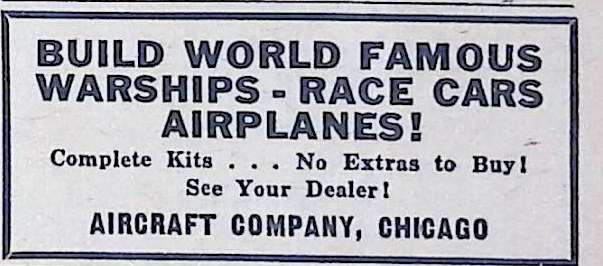 BUILD WORLD FAMOUS
WARSHIPS - RACE CARS
AIRPLANES!
Complete Kits . . . No Extras to Buy!
See Your Dealer!
AIRCRAFT COMPANY, CHICAGO